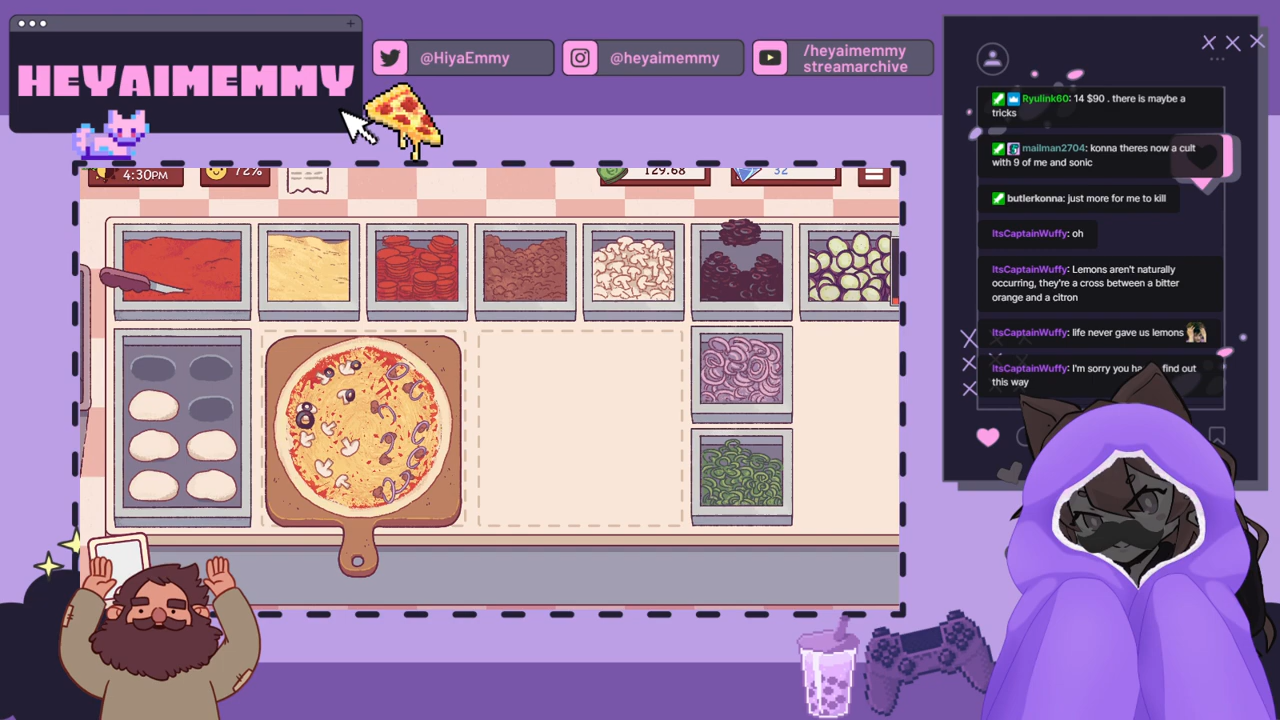 HEYAIMEMMY
@HiyaEmmy
@heyaimemmy
/heyaimemmy
streamarchive
4:30PM
72%
129.68
32
Ryulink60: 14 $90 . there is maybe a
tricks
mailman2704: konna theres now a cult
with 9 of me and sonic
butlerkonna: just more for me to kill
ItsCaptainWuffy: oh
ItsCaptainWuffy: Lemons aren't naturally
occurring, they're a cross between a bitter
orange and a citron
ItsCaptainWuffy: life never gave us lemons
ItsCaptainWuffy: I'm sorry you ha find out
this way